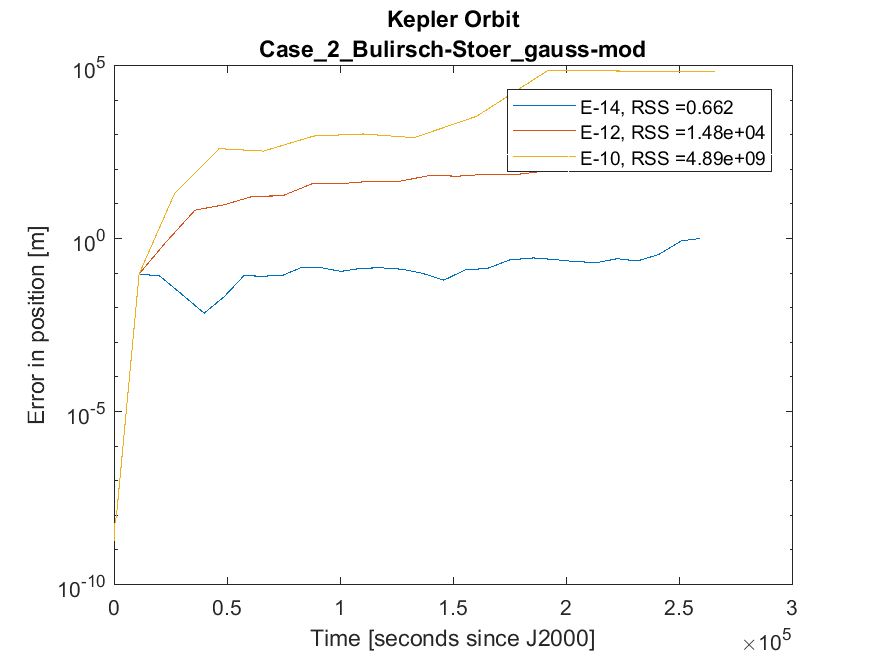 Kepler Orbit
Case_2_Bulirsch-Stoer_gauss-mod
10^5
10^0
10^-5
10^-10
Error in position [m]
E-14, RSS =0.662
E-12, RSS =1.48e+04
E-10, RSS =4.89e+09
0 0.5 1 1.5 2 2.5 3
Time [seconds since J2000]
×10^5